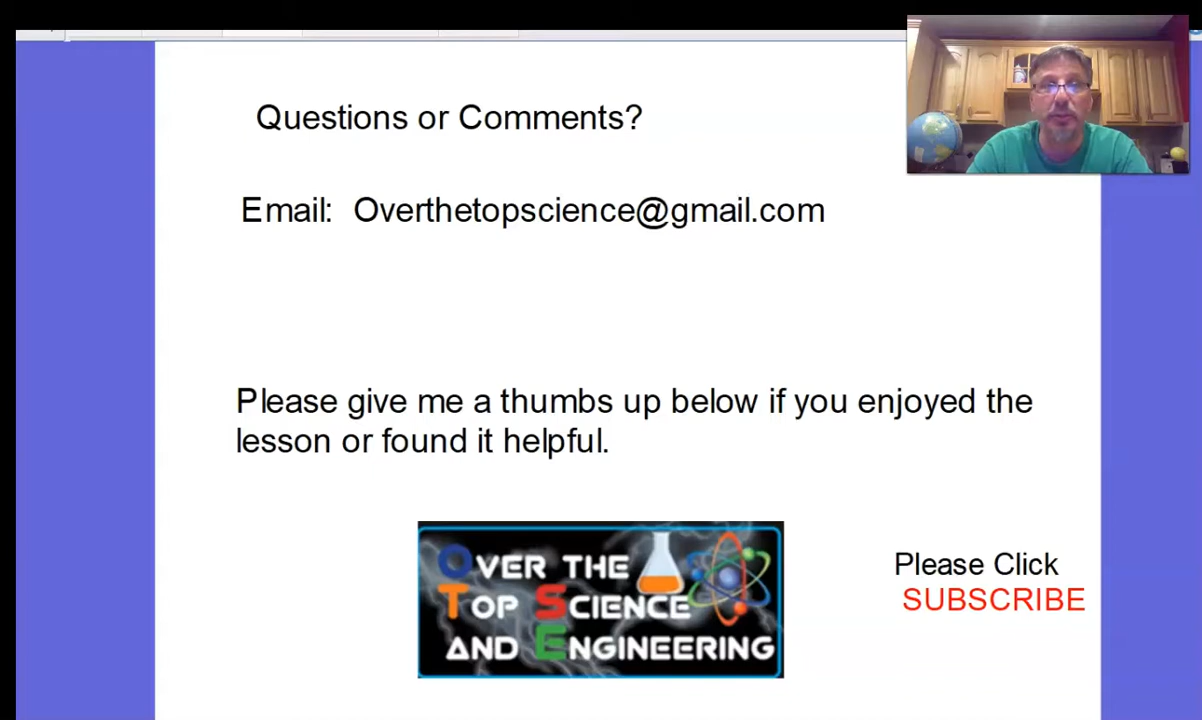 Questions or Comments?
Email: Overthetopscience@gmail.com
Please give me a thumbs up below if you enjoyed the
lesson or found it helpful.
OVER THE
TOP SCIENCE
AND ENGINEERING
Please Click
SUBSCRIBE